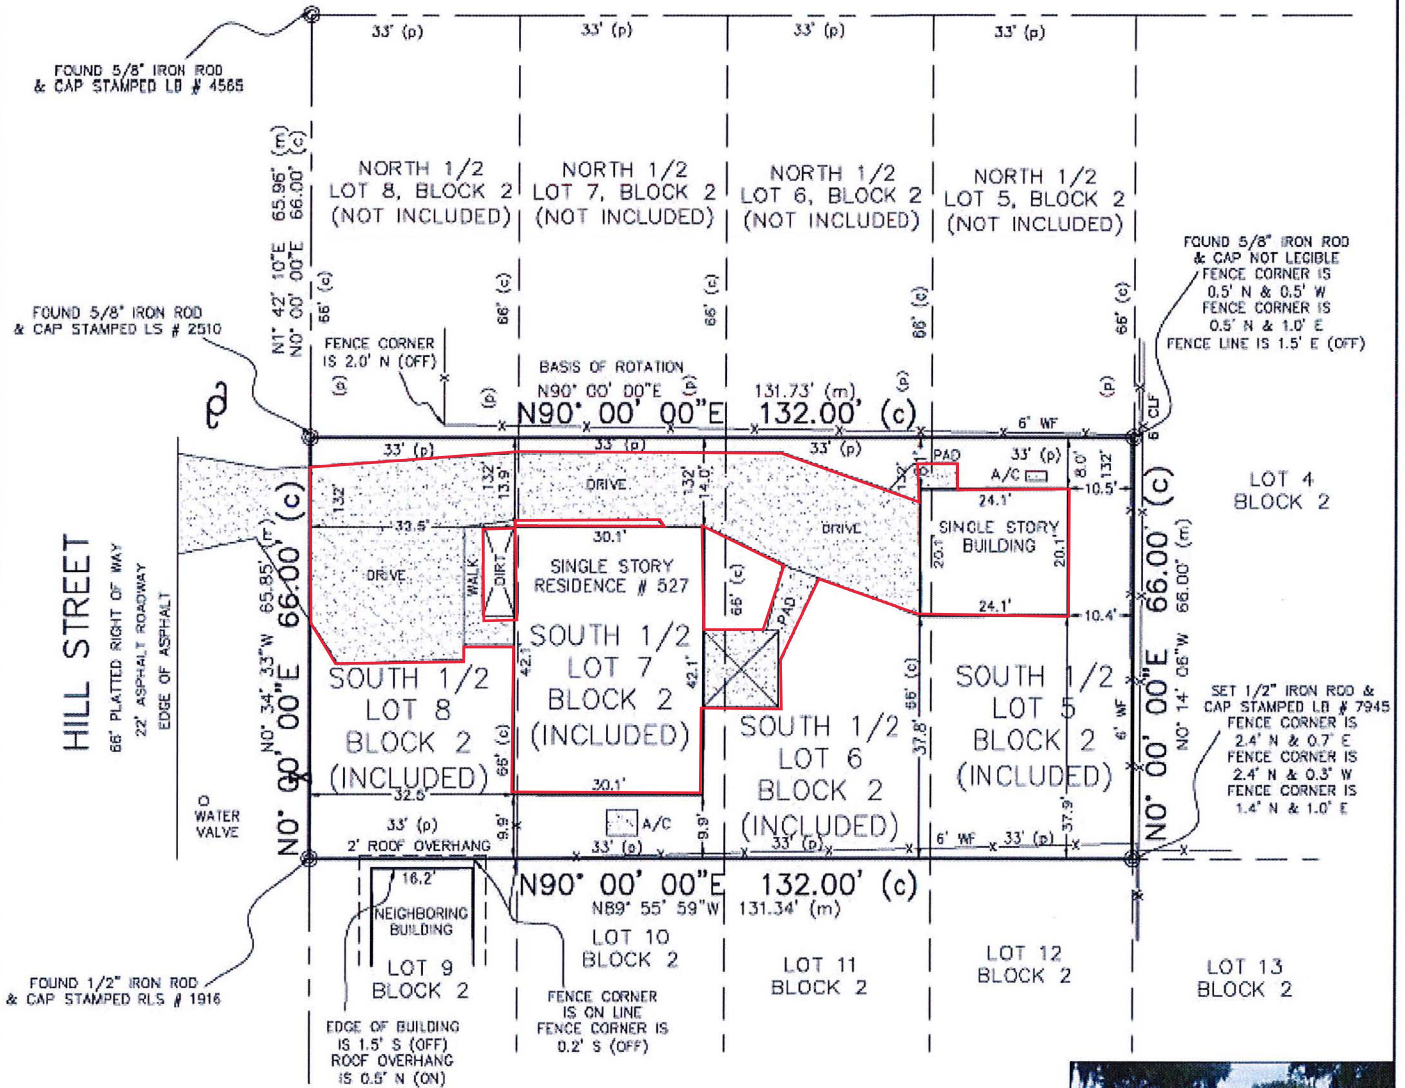 33' (p)
33' (p)
33' (p)
33' (p)
FOUND 5/8" IRON ROD
& CAP STAMPED LB # 4565
N1° 42' 10"E 65.96' (m)
N0° 00' 00"E 66.00' (c)
NORTH 1/2
LOT 8, BLOCK 2
(NOT INCLUDED)
NORTH 1/2
LOT 7, BLOCK 2
(NOT INCLUDED)
NORTH 1/2
LOT 6, BLOCK 2
(NOT INCLUDED)
NORTH 1/2
LOT 5, BLOCK 2
(NOT INCLUDED)
66' (c)
66' (c)
66' (c)
66' (c)
66' (c)
FOUND 5/8" IRON ROD
& CAP NOT LEGIBLE
FENCE CORNER IS
0.5' N & 0.5' W
FENCE CORNER IS
0.5' N & 1.0' E
FENCE LINE IS 1.5' E (OFF)
FOUND 5/8" IRON ROD
& CAP STAMPED LS # 2510
FENCE CORNER
IS 2.0' N (OFF)
BASIS OF ROTATION
N90° 00' 00"E 131.73' (m)
N90° 00' 00"E 132.00' (c)
(p)
(p)
(p)
(p)
(p)
6' WF
6' CLF
33' (p)
33' (p)
33' (p)
33' (p)
132'
132'
132'
132'
132'
13.9'
14.0'
8.1'
8.0'
PAD
A/C
DRIVE
DRIVE
DRIVE
WALK
DIRT
PAD
33.5'
30.1'
24.1'
10.5'
SINGLE STORY
RESIDENCE # 527
SINGLE STORY
BUILDING
20.1'
20.1'
24.1'
10.4'
66' (c)
42.1'
42.1'
LOT 4
BLOCK 2
HILL STREET
66' PLATTED RIGHT OF WAY
22' ASPHALT ROADWAY
EDGE OF ASPHALT
N0° 34' 33"W 65.85' (m)
N0° 00' 00"E 66.00' (c)
SOUTH 1/2
LOT 8
BLOCK 2
(INCLUDED)
SOUTH 1/2
LOT 7
BLOCK 2
(INCLUDED)
SOUTH 1/2
LOT 6
BLOCK 2
(INCLUDED)
SOUTH 1/2
LOT 5
BLOCK 2
(INCLUDED)
66' (c)
66' (c)
37.8'
37.9'
6' WF
N0° 00' 00"E 66.00' (c)
N0° 14' 06"W 66.00' (m)
SET 1/2" IRON ROD &
CAP STAMPED LB # 7945
FENCE CORNER IS
2.4' N & 0.7' E
FENCE CORNER IS
2.4' N & 0.3' W
FENCE CORNER IS
1.4' N & 1.0' E
WATER
VALVE
32.5'
30.1'
33' (p)
9.9'
A/C
9.9'
33' (p)
33' (p)
6' WF
33' (p)
2' ROOF OVERHANG
16.2'
NEIGHBORING
BUILDING
N90° 00' 00"E 132.00' (c)
N89° 55' 59"W 131.34' (m)
LOT 9
BLOCK 2
LOT 10
BLOCK 2
LOT 11
BLOCK 2
LOT 12
BLOCK 2
LOT 13
BLOCK 2
FOUND 1/2" IRON ROD
& CAP STAMPED RLS # 1916
EDGE OF BUILDING
IS 1.5' S (OFF)
ROOF OVERHANG
IS 0.5' N (ON)
FENCE CORNER
IS ON LINE
FENCE CORNER IS
0.2' S (OFF)